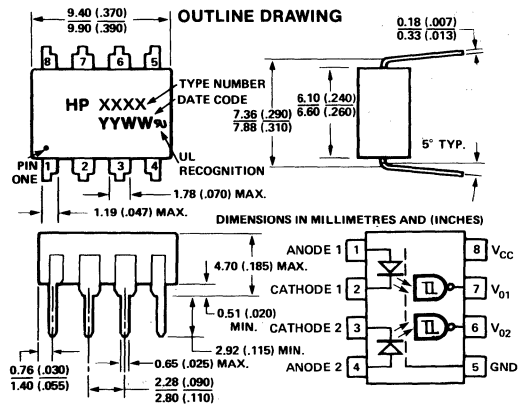 OUTLINE DRAWING
9.40 (.370)
9.90 (.390)
0.18 (.007)
0.33 (.013)
8 7 6 5
HP XXXX
YYWW
TYPE NUMBER
DATE CODE
UL
RECOGNITION
PIN
ONE
1 2 3 4
7.36 (.290)
7.88 (.310)
6.10 (.240)
6.60 (.260)
5° TYP.
1.78 (.070) MAX.
1.19 (.047) MAX.
DIMENSIONS IN MILLIMETRES AND (INCHES)
4.70 (.185) MAX.
0.51 (.020)
MIN.
2.92 (.115) MIN.
0.76 (.030)
1.40 (.055)
0.65 (.025) MAX.
2.28 (.090)
2.80 (.110)
ANODE 1 1 8 VCC
CATHODE 1 2 7 V01
CATHODE 2 3 6 V02
ANODE 2 4 5 GND